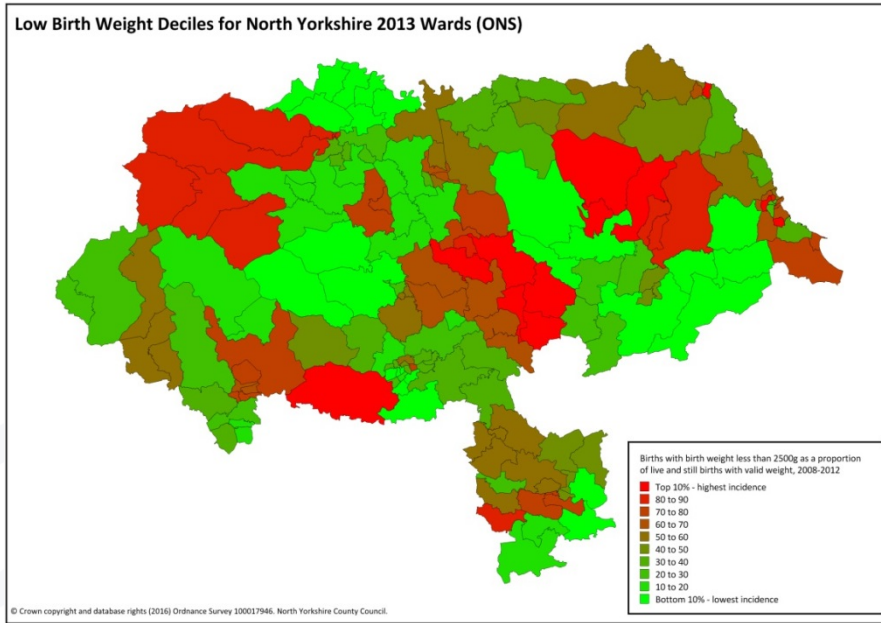 Low Birth Weight Deciles for North Yorkshire 2013 Wards (ONS)
Births with birth weight less than 2500g as a proportion
of live and still births with valid weight, 2008-2012
Top 10% - highest incidence
80 to 90
70 to 80
60 to 70
50 to 60
40 to 50
30 to 40
20 to 30
10 to 20
Bottom 10% - lowest incidence
© Crown copyright and database rights (2016) Ordnance Survey 100017946. North Yorkshire County Council.